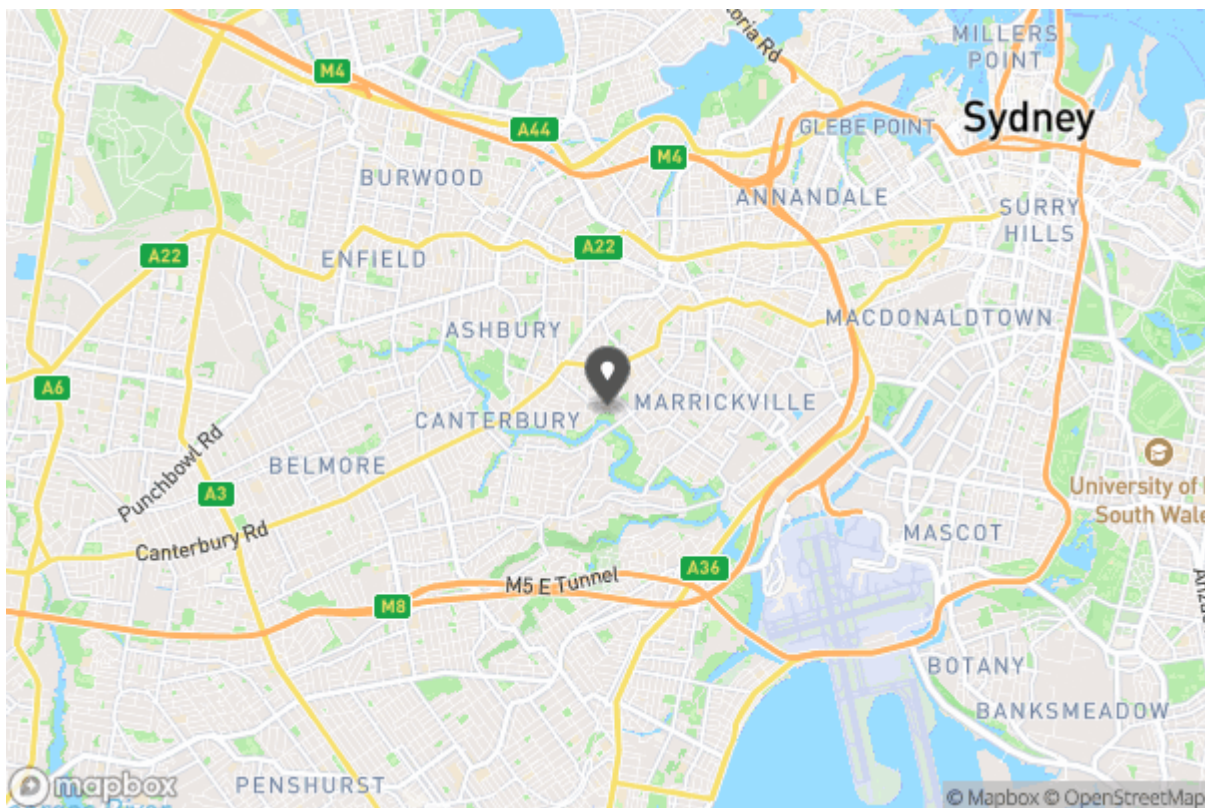 toria Rd
MILLERS
POINT
M4
Sydney
A44
GLEBE POINT
M4
BURWOOD
ANNANDALE
SURRY
HILLS
A22
ENFIELD
A22
ASHBURY
MACDONALDTOWN
A6
CANTERBURY
MARRICKVILLE
Punchbowl Rd
BELMORE
University of
South Wale
A3
Canterbury Rd
MASCOT
A36
M5 E Tunnel
M8
BOTANY
BANKSMEADOW
PENSHURST
mapbox
© Mapbox © OpenStreetMap